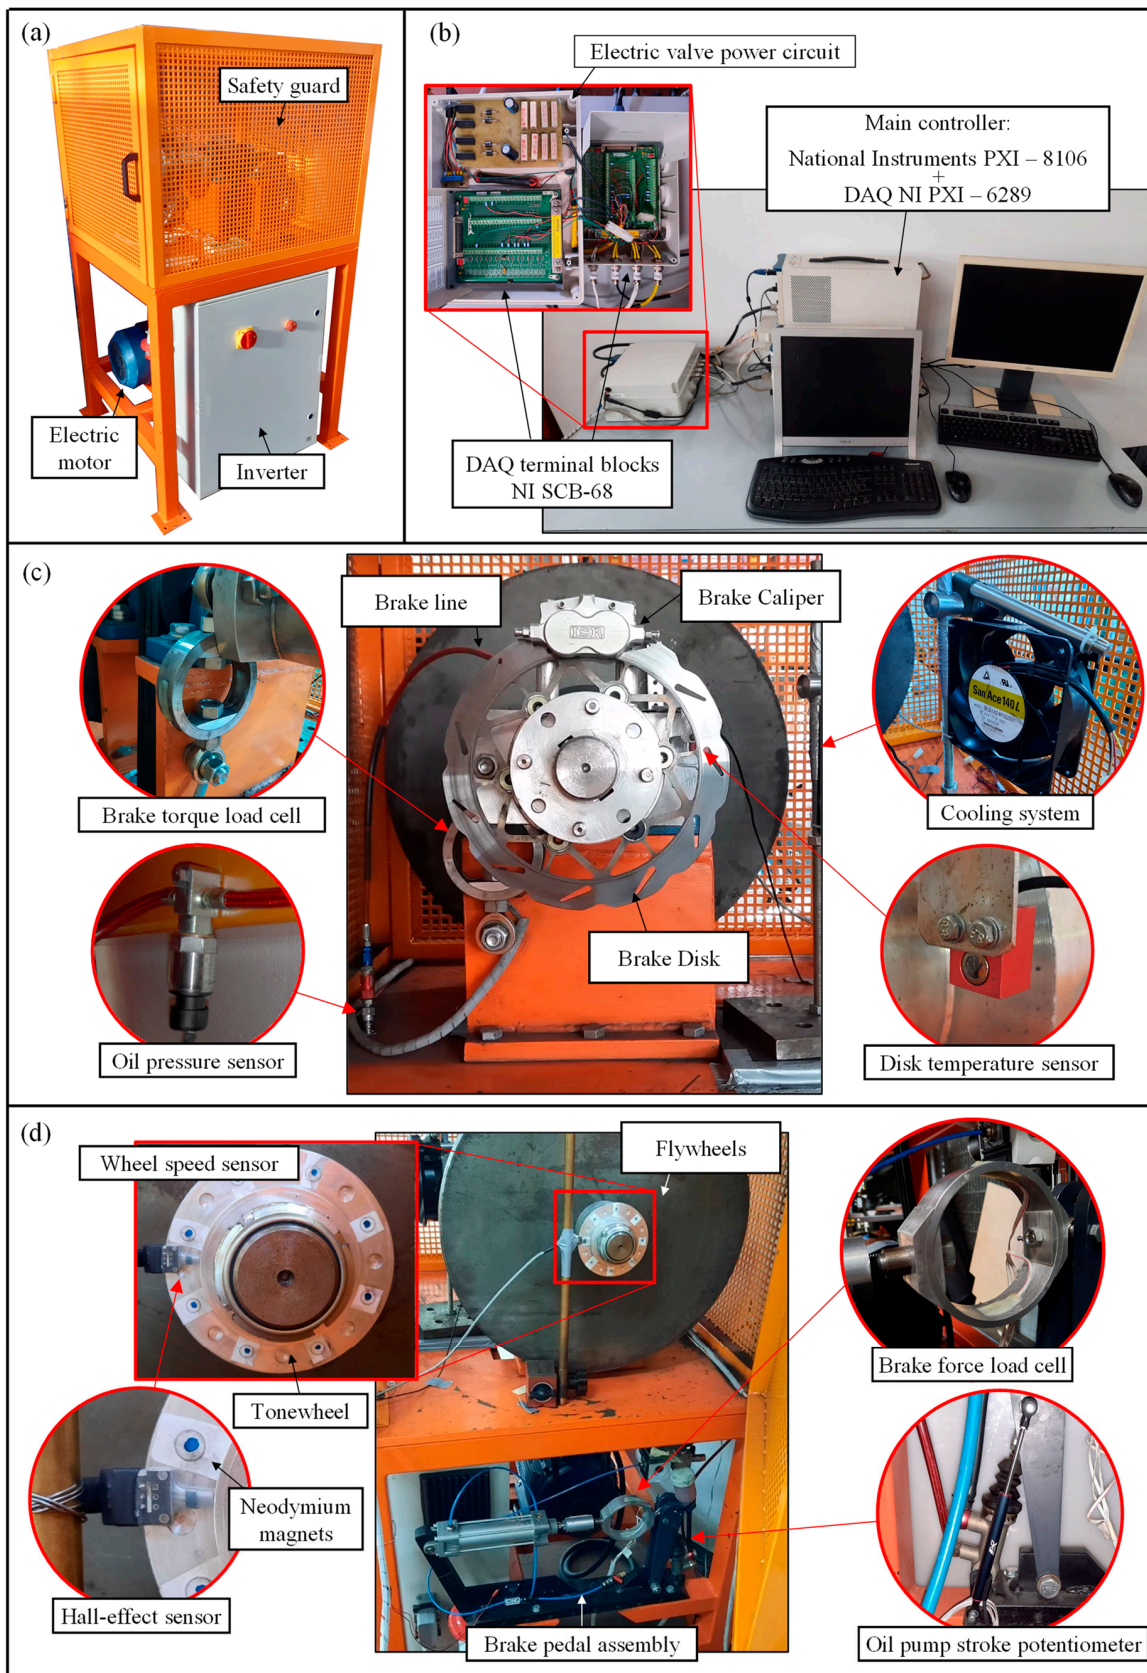 (a)
Safety guard
Electric
motor
Inverter
(b)
Electric valve power circuit
Main controller:
National Instruments PXI – 8106
+
DAQ NI PXI – 6289
DAQ terminal blocks
NI SCB-68
(c)
Brake line
Brake Caliper
ISR
San Ace 140L
Brake torque load cell
Cooling system
Brake Disk
Oil pressure sensor
Disk temperature sensor
(d)
Wheel speed sensor
Flywheels
Tonewheel
Brake force load cell
Neodymium
magnets
Hall-effect sensor
Brake pedal assembly
Oil pump stroke potentiometer